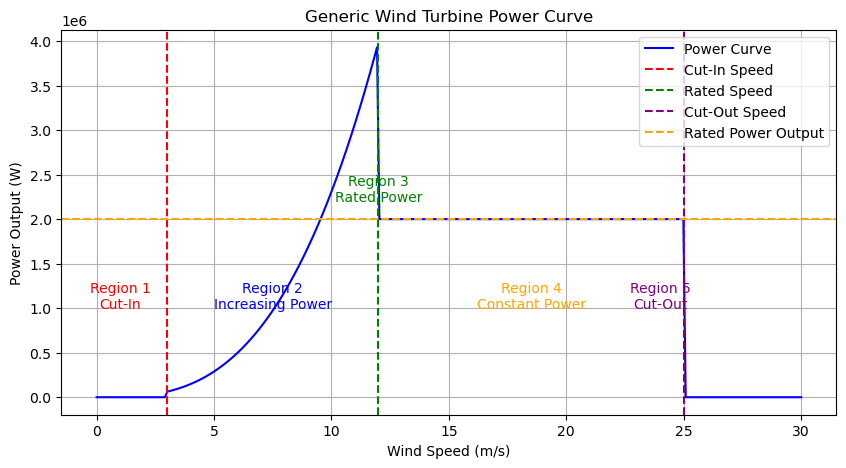 Generic Wind Turbine Power Curve
1e6
Power Output (W)
4.0
3.5
3.0
2.5
2.0
1.5
1.0
0.5
0.0
Power Curve
Cut-In Speed
Rated Speed
Cut-Out Speed
Rated Power Output
Region 3
Rated Power
Region 1
Cut-In
Region 2
Increasing Power
Region 4
Constant Power
Region 5
Cut-Out
0 5 10 15 20 25 30
Wind Speed (m/s)